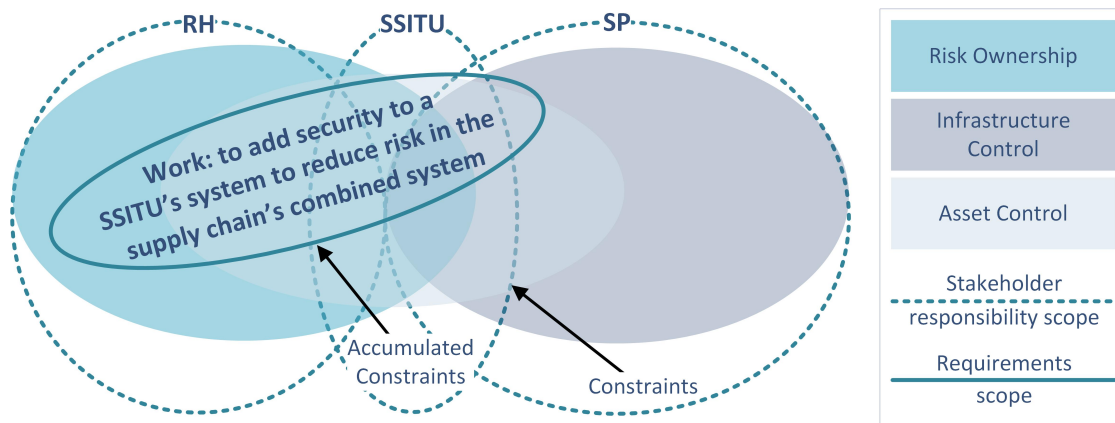 RH
SSITU
SP
Work: to add security to a
SSITU's system to reduce risk in the
supply chain's combined system
Accumulated
Constraints
Constraints
Risk Ownership
Infrastructure
Control
Asset Control
Stakeholder
responsibility scope
Requirements
scope